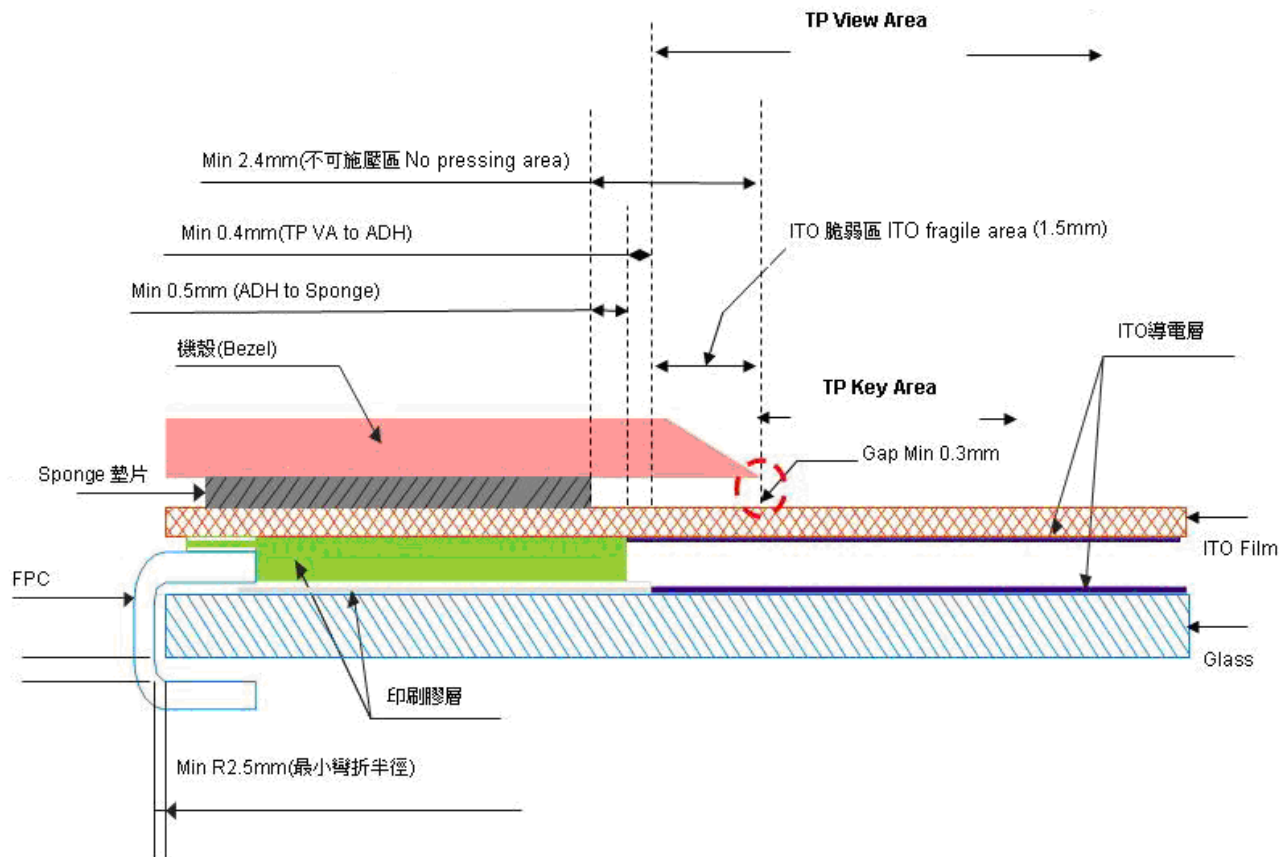 TP View Area
Min 2.4mm(不可施壓區 No pressing area)
Min 0.4mm(TP VA to ADH)
ITO 脆弱區 ITO fragile area (1.5mm)
Min 0.5mm (ADH to Sponge)
ITO導電層
機殼(Bezel)
TP Key Area
Gap Min 0.3mm
Sponge 墊片
ITO Film
FPC
Glass
印刷膠層
Min R2.5mm(最小彎折半徑)